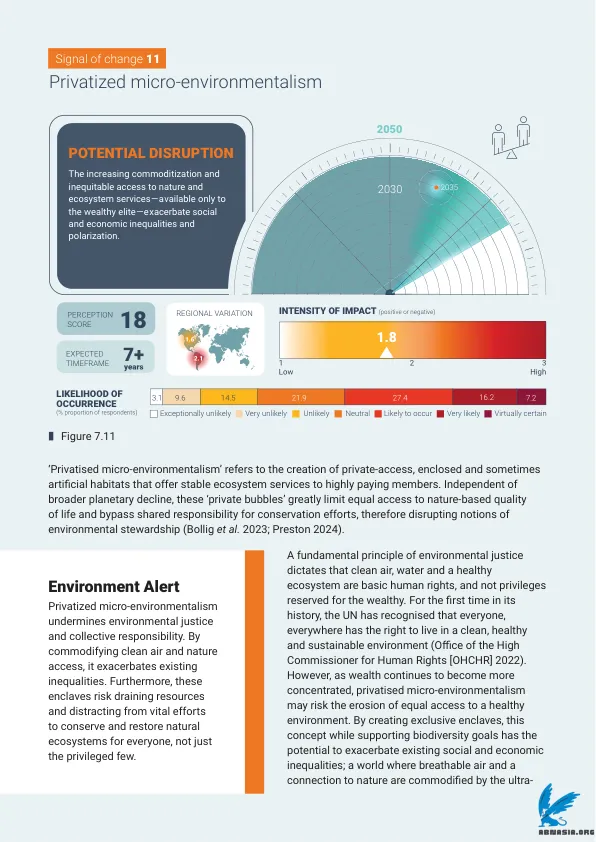 Signal of change 11
Privatized micro-environmentalism
POTENTIAL DISRUPTION
The increasing commoditization and
inequitable access to nature and
ecosystem services—available only to
the wealthy elite—exacerbate social
and economic inequalities and
polarization.
2050
2030
2035
PERCEPTION
SCORE
18
EXPECTED
TIMEFRAME
7+
years
REGIONAL VARIATION
1.6
2.1
INTENSITY OF IMPACT (positive or negative)
1.8
1
Low
2
3
High
LIKELIHOOD OF
OCCURRENCE
(% proportion of respondents)
3.1 9.6 14.5 21.9 27.4 16.2 7.2
Exceptionally unlikely Very unlikely Unlikely Neutral Likely to occur Very likely Virtually certain
Figure 7.11
‘Privatised micro-environmentalism’ refers to the creation of private-access, enclosed and sometimes
artificial habitats that offer stable ecosystem services to highly paying members. Independent of
broader planetary decline, these ‘private bubbles’ greatly limit equal access to nature-based quality
of life and bypass shared responsibility for conservation efforts, therefore disrupting notions of
environmental stewardship (Bollig et al. 2023; Preston 2024).
Environment Alert
Privatized micro-environmentalism
undermines environmental justice
and collective responsibility. By
commodifying clean air and nature
access, it exacerbates existing
inequalities. Furthermore, these
enclaves risk draining resources
and distracting from vital efforts
to conserve and restore natural
ecosystems for everyone, not just
the privileged few.
A fundamental principle of environmental justice
dictates that clean air, water and a healthy
ecosystem are basic human rights, and not privileges
reserved for the wealthy. For the first time in its
history, the UN has recognised that everyone,
everywhere has the right to live in a clean, healthy
and sustainable environment (Office of the High
Commissioner for Human Rights [OHCHR] 2022).
However, as wealth continues to become more
concentrated, privatised micro-environmentalism
may risk the erosion of equal access to a healthy
environment. By creating exclusive enclaves, this
concept while supporting biodiversity goals has the
potential to exacerbate existing social and economic
inequalities; a world where breathable air and a
connection to nature are commodified by the ultra-
ABNASIA.ORG